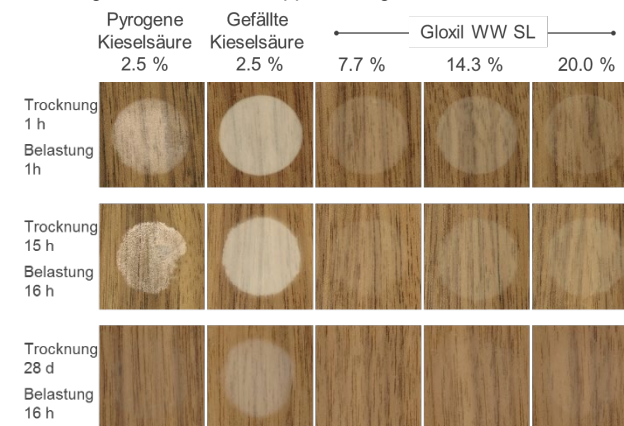 Pyrogene
Kieselsäure
2.5 %
Gefällte
Kieselsäure
2.5 %
Gloxil WW SL
7.7 %
14.3 %
20.0 %
Trocknung
1 h
Belastung
1h
Trocknung
15 h
Belastung
16 h
Trocknung
28 d
Belastung
16 h